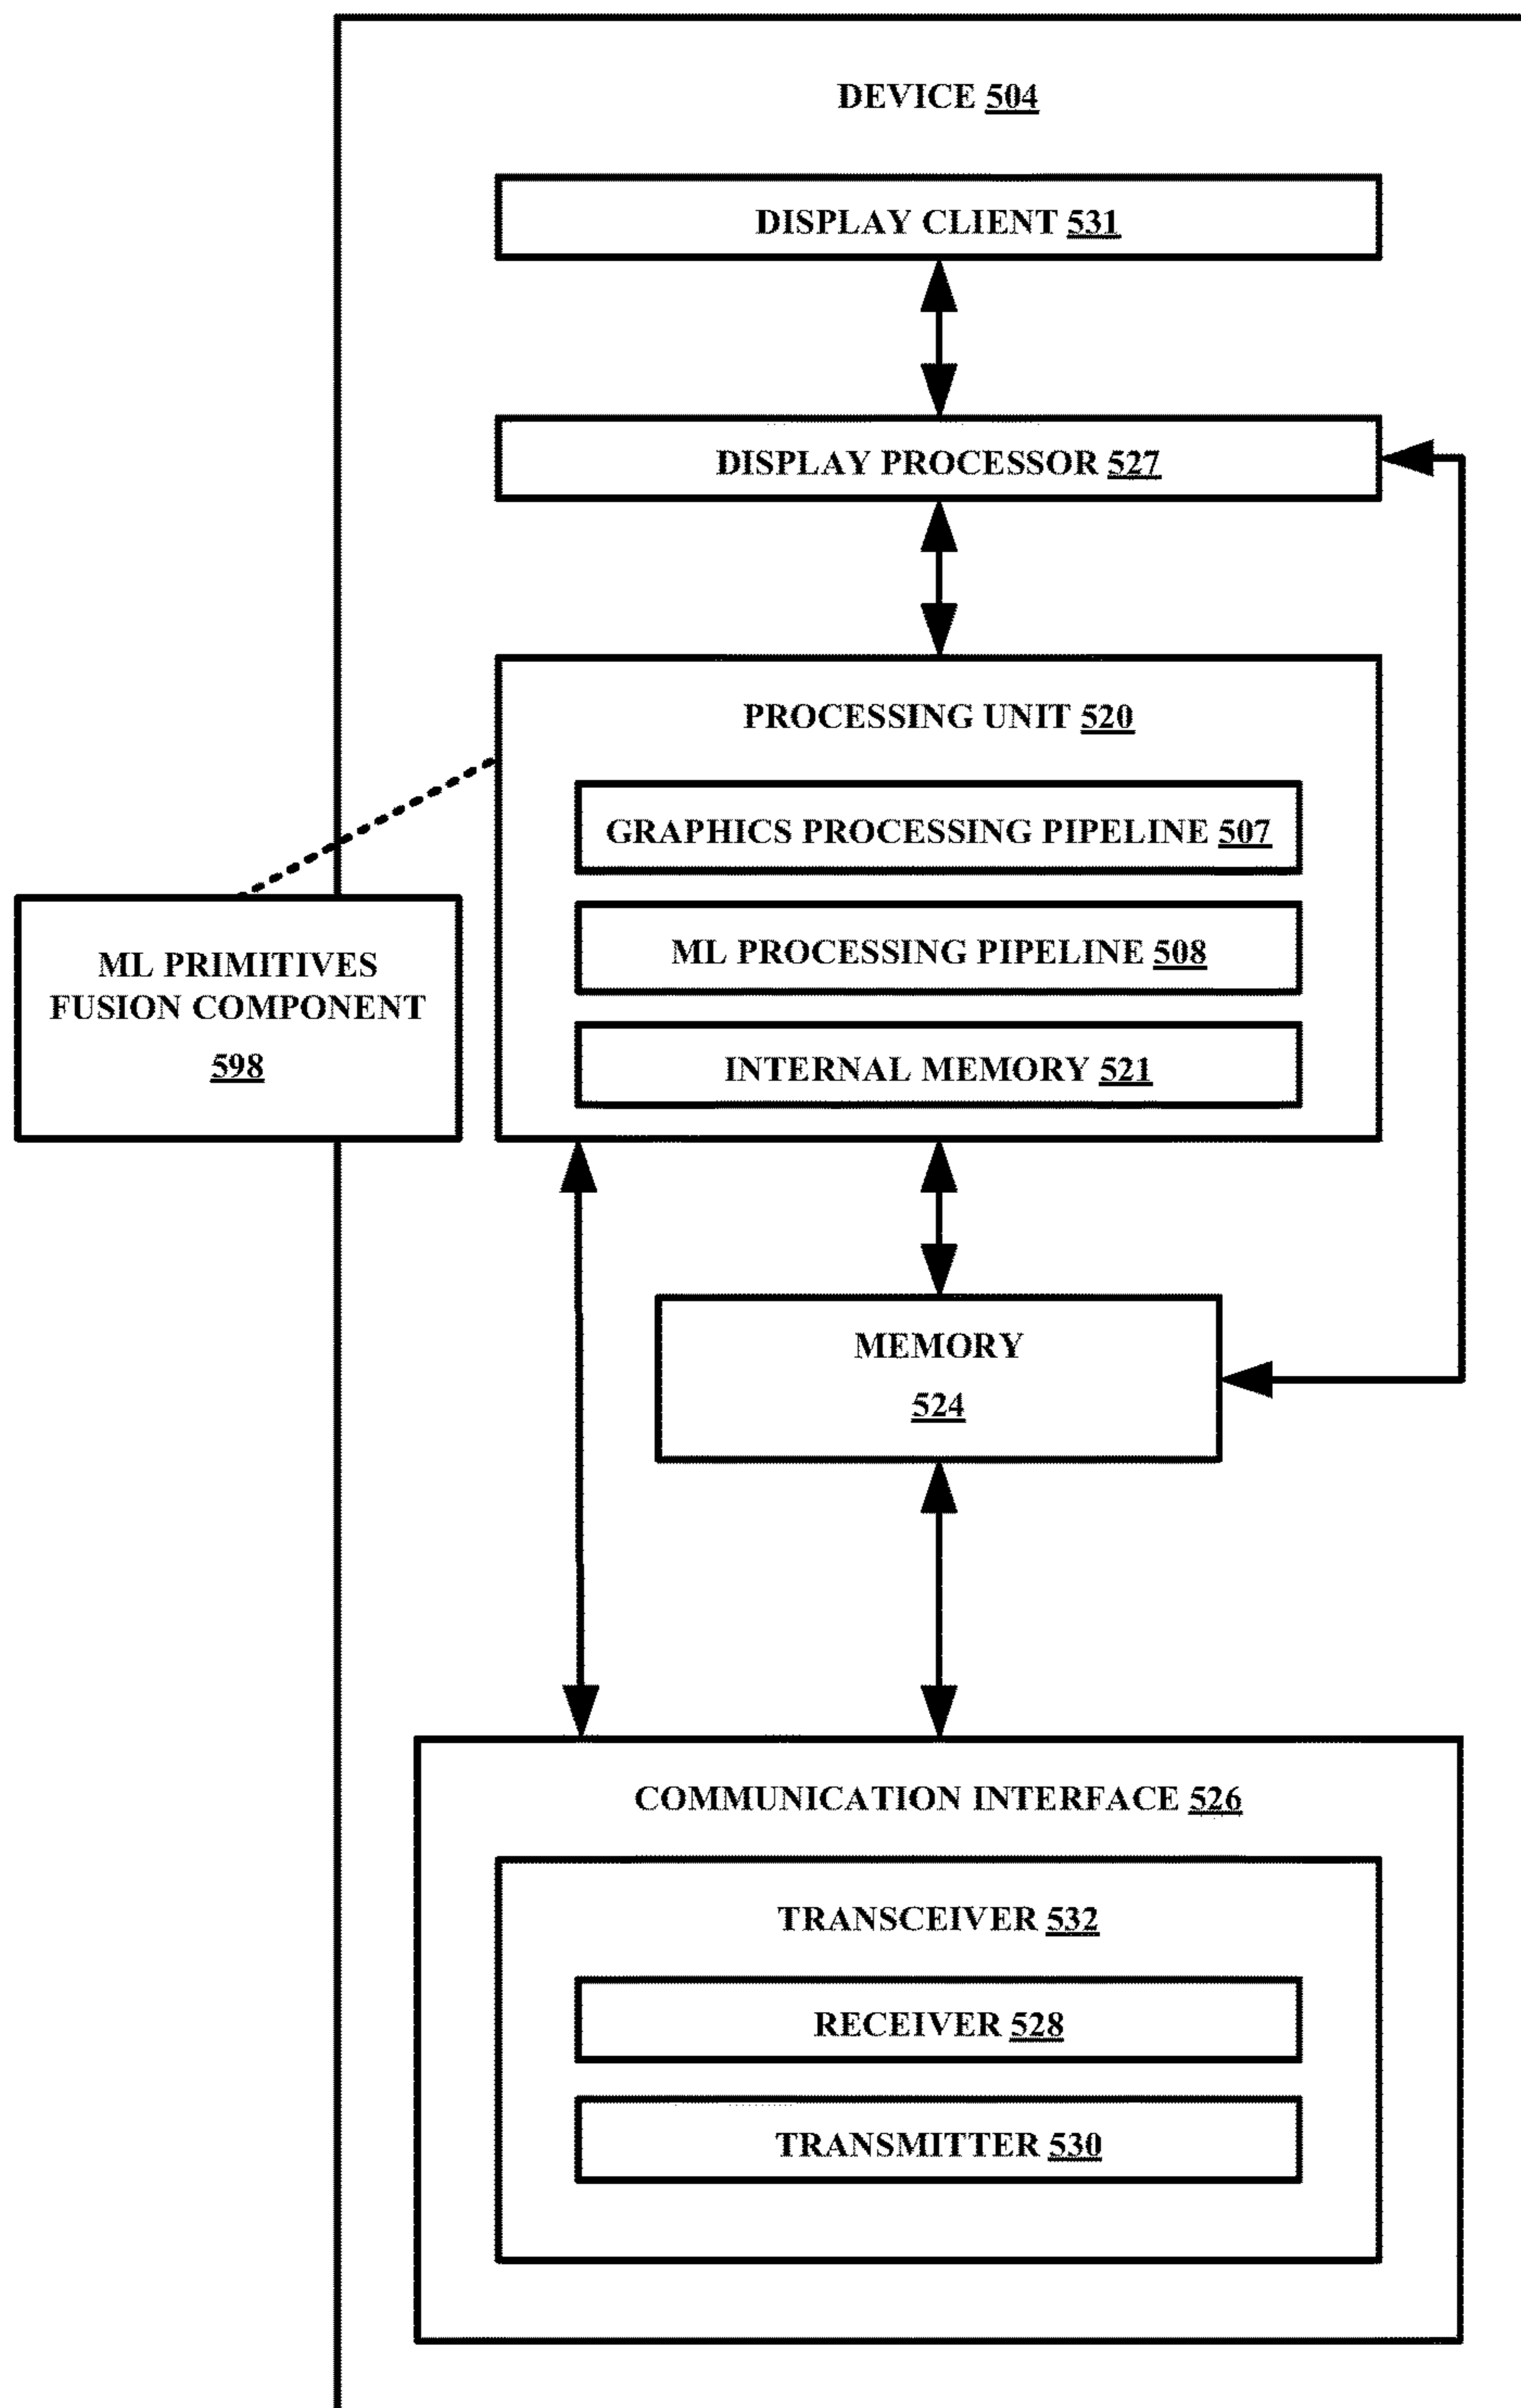 DEVICE 504
DISPLAY CLIENT 531
DISPLAY PROCESSOR 527
PROCESSING UNIT 520
GRAPHICS PROCESSING PIPELINE 507
ML PROCESSING PIPELINE 508
INTERNAL MEMORY 521
ML PRIMITIVES
FUSION COMPONENT
598
MEMORY
524
COMMUNICATION INTERFACE 526
TRANSCEIVER 532
RECEIVER 528
TRANSMITTER 530